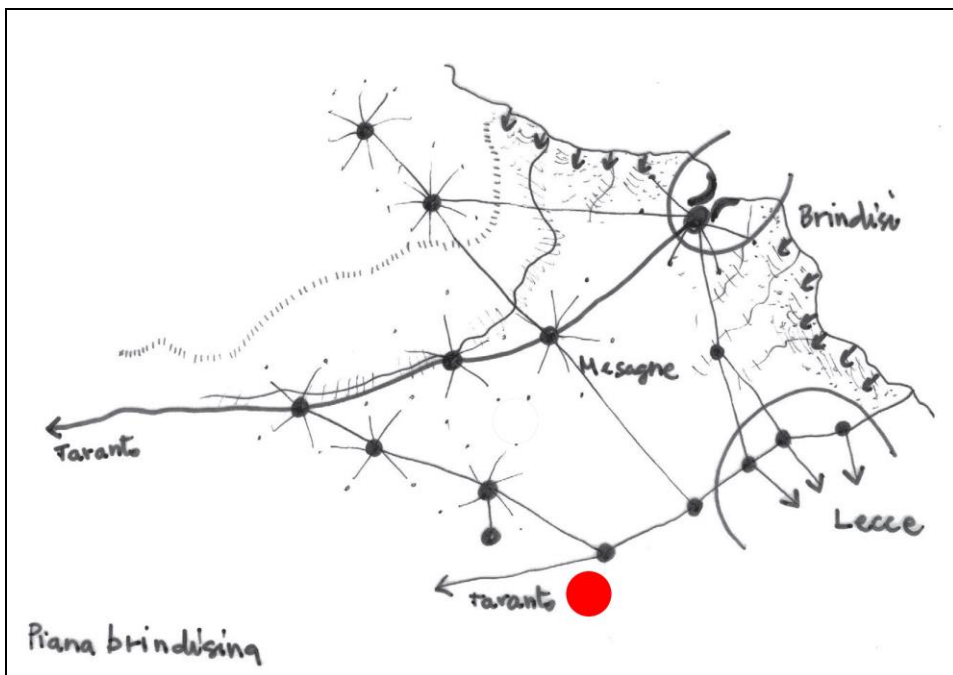 Brindisi
Mesagne
Taranto
Lecce
Taranto
Piana brindisina